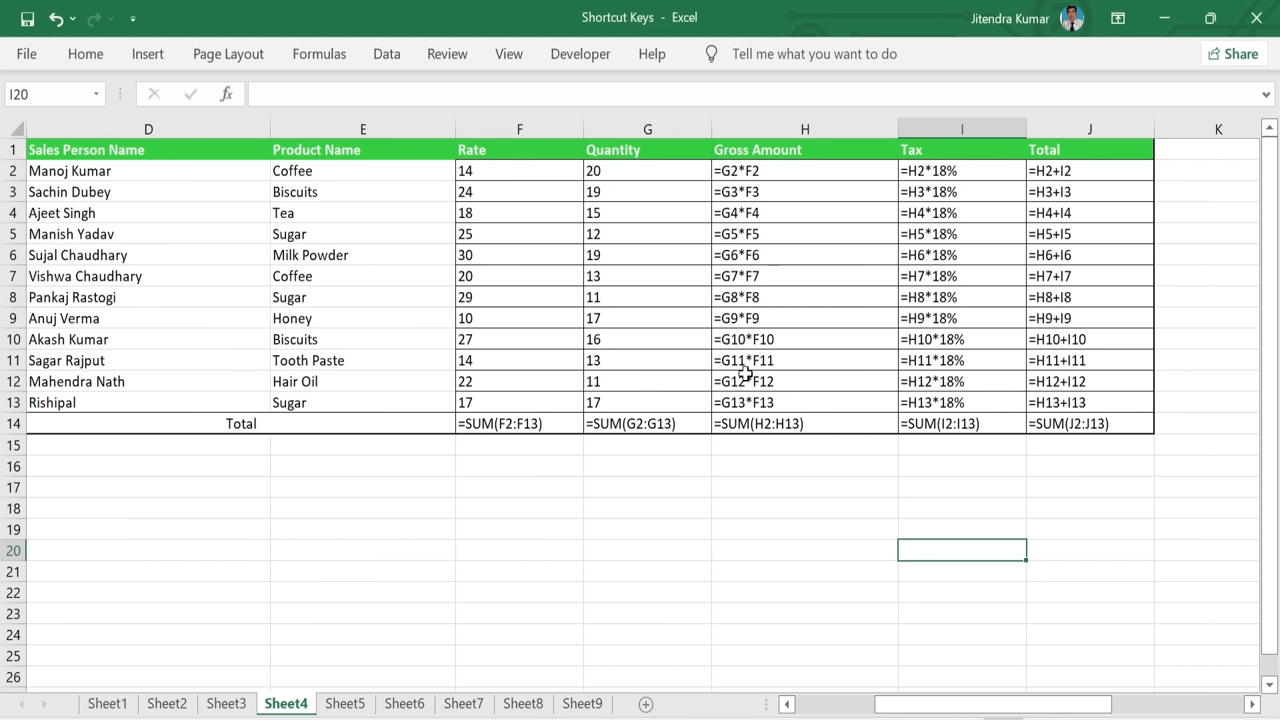 Shortcut Keys - Excel
Jitendra Kumar
File Home Insert Page Layout Formulas Data Review View Developer Help Tell me what you want to do Share
I20 fx
D E F G H I J K
1 Sales Person Name Product Name Rate Quantity Gross Amount Tax Total
2 Manoj Kumar Coffee 14 20 =G2*F2 =H2*18% =H2+I2
3 Sachin Dubey Biscuits 24 19 =G3*F3 =H3*18% =H3+I3
4 Ajeet Singh Tea 18 15 =G4*F4 =H4*18% =H4+I4
5 Manish Yadav Sugar 25 12 =G5*F5 =H5*18% =H5+I5
6 Sujal Chaudhary Milk Powder 30 19 =G6*F6 =H6*18% =H6+I6
7 Vishwa Chaudhary Coffee 20 13 =G7*F7 =H7*18% =H7+I7
8 Pankaj Rastogi Sugar 29 11 =G8*F8 =H8*18% =H8+I8
9 Anuj Verma Honey 10 17 =G9*F9 =H9*18% =H9+I9
10 Akash Kumar Biscuits 27 16 =G10*F10 =H10*18% =H10+I10
11 Sagar Rajput Tooth Paste 14 13 =G11*F11 =H11*18% =H11+I11
12 Mahendra Nath Hair Oil 22 11 =G12*F12 =H12*18% =H12+I12
13 Rishipal Sugar 17 17 =G13*F13 =H13*18% =H13+I13
14 Total =SUM(F2:F13) =SUM(G2:G13) =SUM(H2:H13) =SUM(I2:I13) =SUM(J2:J13)
15
16
17
18
19
20
21
22
23
24
25
26
Sheet1 Sheet2 Sheet3 Sheet4 Sheet5 Sheet6 Sheet7 Sheet8 Sheet9